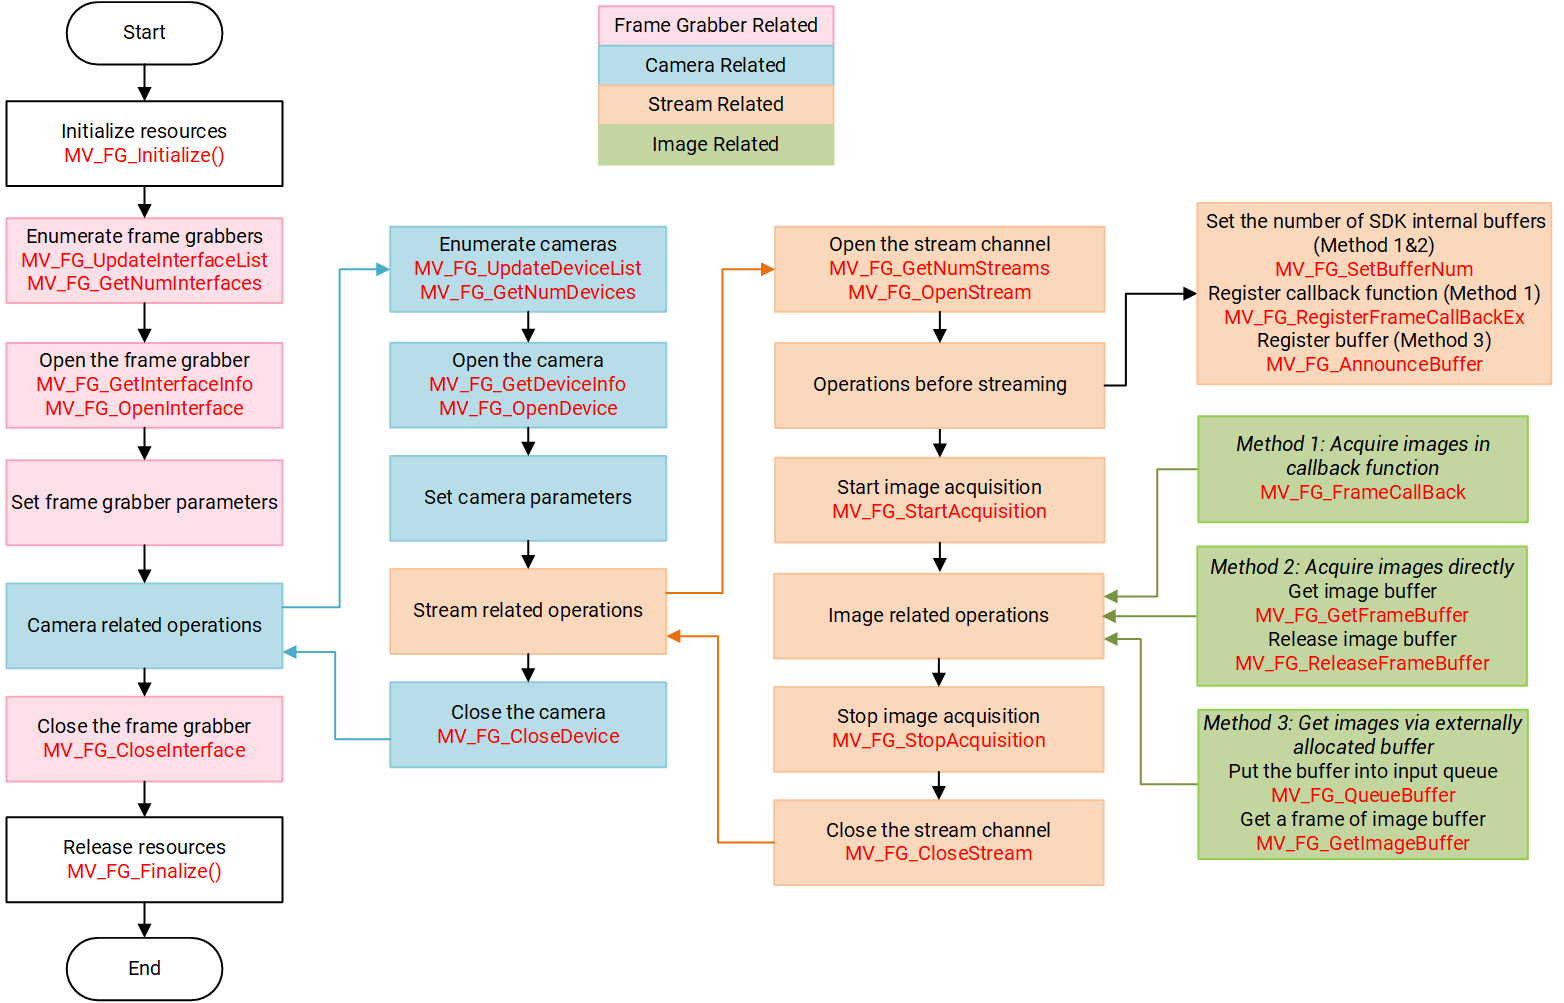 Start
Initialize resources
MV_FG_Initialize()
Enumerate frame grabbers
MV_FG_UpdateInterfaceList
MV_FG_GetNumInterfaces
Open the frame grabber
MV_FG_GetInterfaceInfo
MV_FG_OpenInterface
Set frame grabber parameters
Camera related operations
Close the frame grabber
MV_FG_CloseInterface
Release resources
MV_FG_Finalize()
End
Frame Grabber Related
Camera Related
Stream Related
Image Related
Enumerate cameras
MV_FG_UpdateDeviceList
MV_FG_GetNumDevices
Open the camera
MV_FG_GetDeviceInfo
MV_FG_OpenDevice
Set camera parameters
Stream related operations
Close the camera
MV_FG_CloseDevice
Open the stream channel
MV_FG_GetNumStreams
MV_FG_OpenStream
Operations before streaming
Start image acquisition
MV_FG_StartAcquisition
Image related operations
Stop image acquisition
MV_FG_StopAcquisition
Close the stream channel
MV_FG_CloseStream
Set the number of SDK internal buffers
(Method 1&2)
MV_FG_SetBufferNum
Register callback function (Method 1)
MV_FG_RegisterFrameCallBackEx
Register buffer (Method 3)
MV_FG_AnnounceBuffer
Method 1: Acquire images in
callback function
MV_FG_FrameCallBack
Method 2: Acquire images directly
Get image buffer
MV_FG_GetFrameBuffer
Release image buffer
MV_FG_ReleaseFrameBuffer
Method 3: Get images via externally
allocated buffer
Put the buffer into input queue
MV_FG_QueueBuffer
Get a frame of image buffer
MV_FG_GetImageBuffer